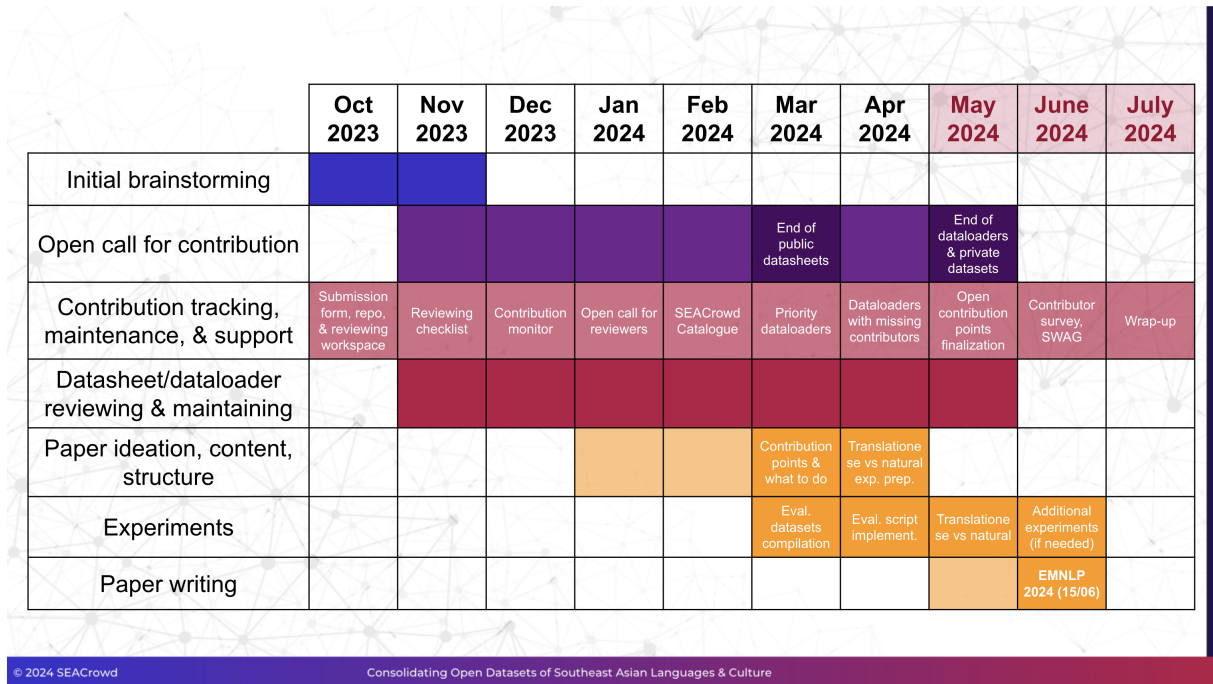 Oct
2023
Nov
2023
Dec
2023
Jan
2024
Feb
2024
Mar
2024
Apr
2024
May
2024
June
2024
July
2024
Initial brainstorming
Open call for contribution
End of
public
datasheets
End of
dataloaders
& private
datasets
Contribution tracking,
maintenance, & support
Submission
form, repo,
& reviewing
workspace
Reviewing
checklist
Contribution
monitor
Open call for
reviewers
SEACrowd
Catalogue
Priority
dataloaders
Dataloaders
with missing
contributors
Open
contribution
points
finalization
Contributor
survey,
SWAG
Wrap-up
Datasheet/dataloader
reviewing & maintaining
Paper ideation, content,
structure
Contribution
points &
what to do
Translatione
se vs natural
exp. prep.
Experiments
Eval.
datasets
compilation
Eval. script
implement.
Translatione
se vs natural
Additional
experiments
(if needed)
Paper writing
EMNLP
2024 (15/06)
© 2024 SEACrowd
Consolidating Open Datasets of Southeast Asian Languages & Culture